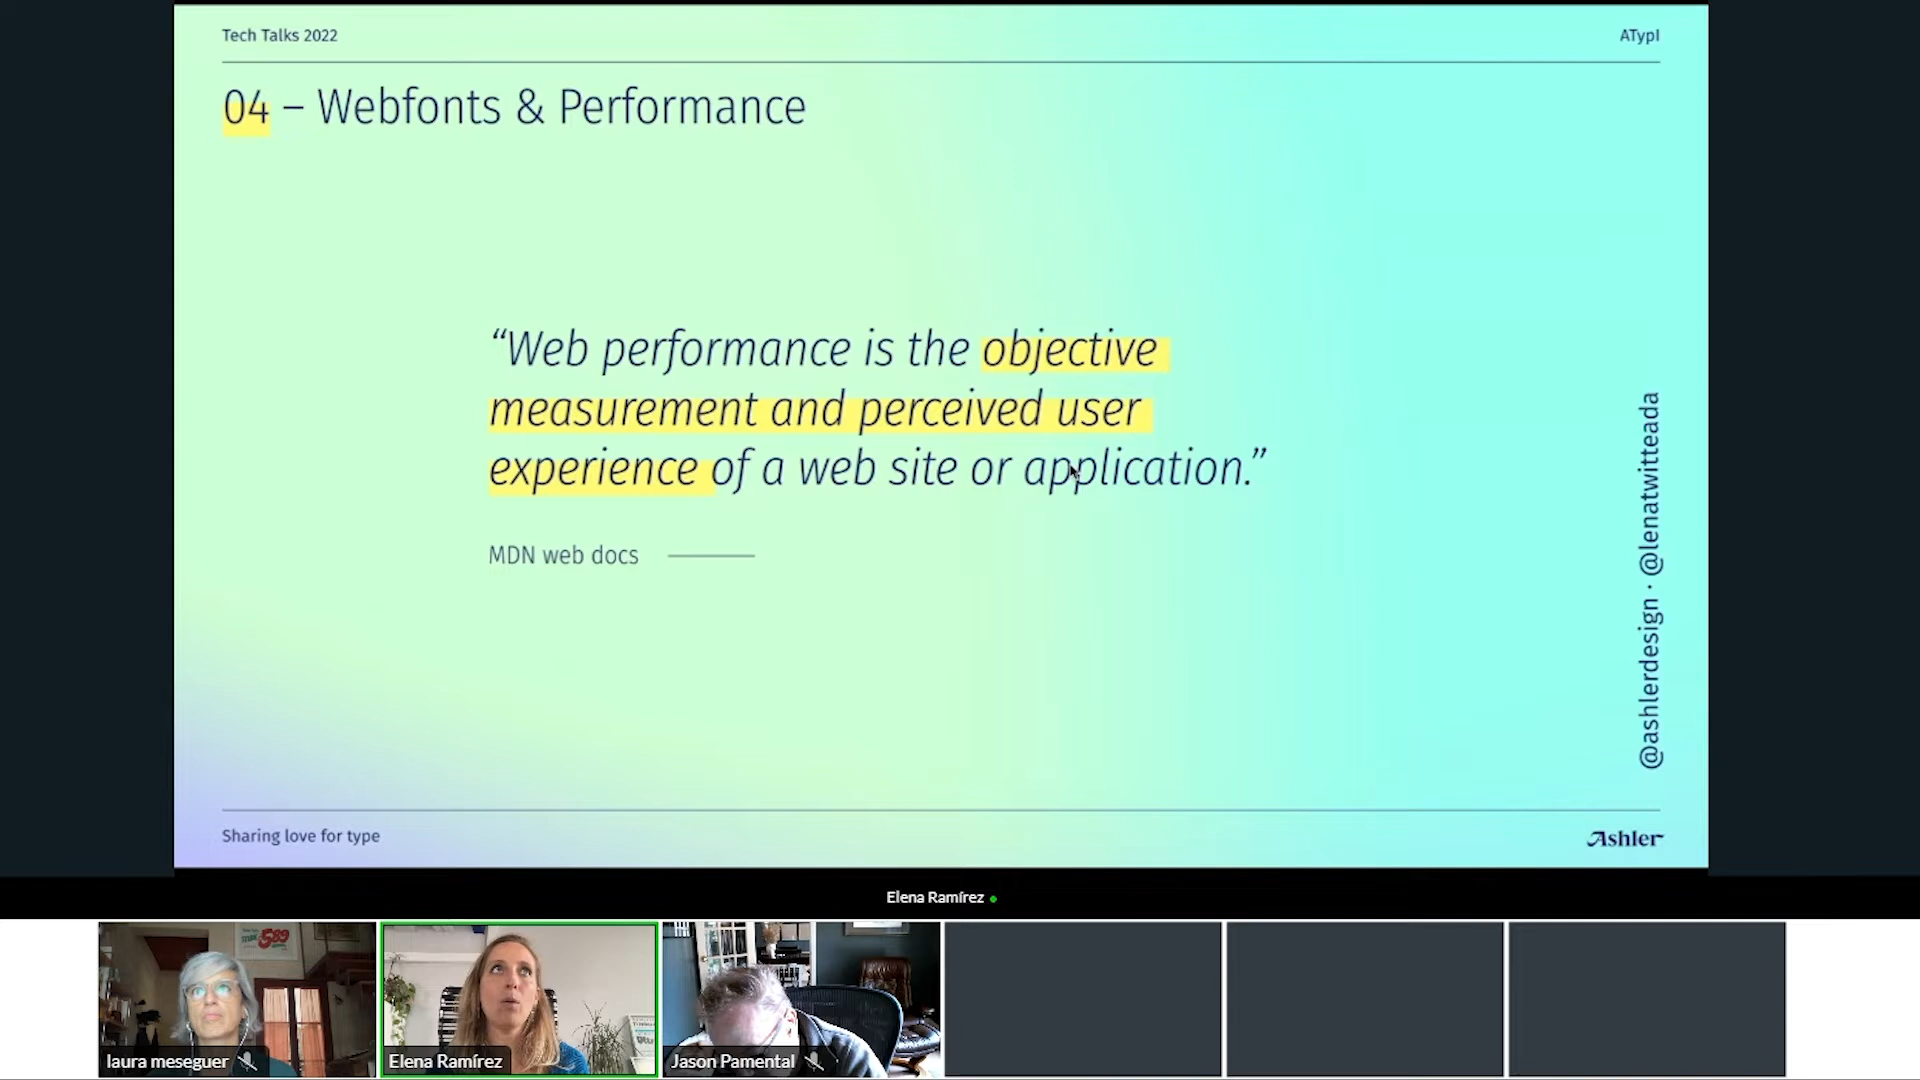 Tech Talks 2022
ATypI
04 – Webfonts & Performance
“Web performance is the objective
measurement and perceived user
experience of a web site or application.”
MDN web docs
@ashlerdesign · @lenatwitteada
Sharing love for type
Ashler
Elena Ramírez
589
laura meseguer
Elena Ramírez
Jason Pamental